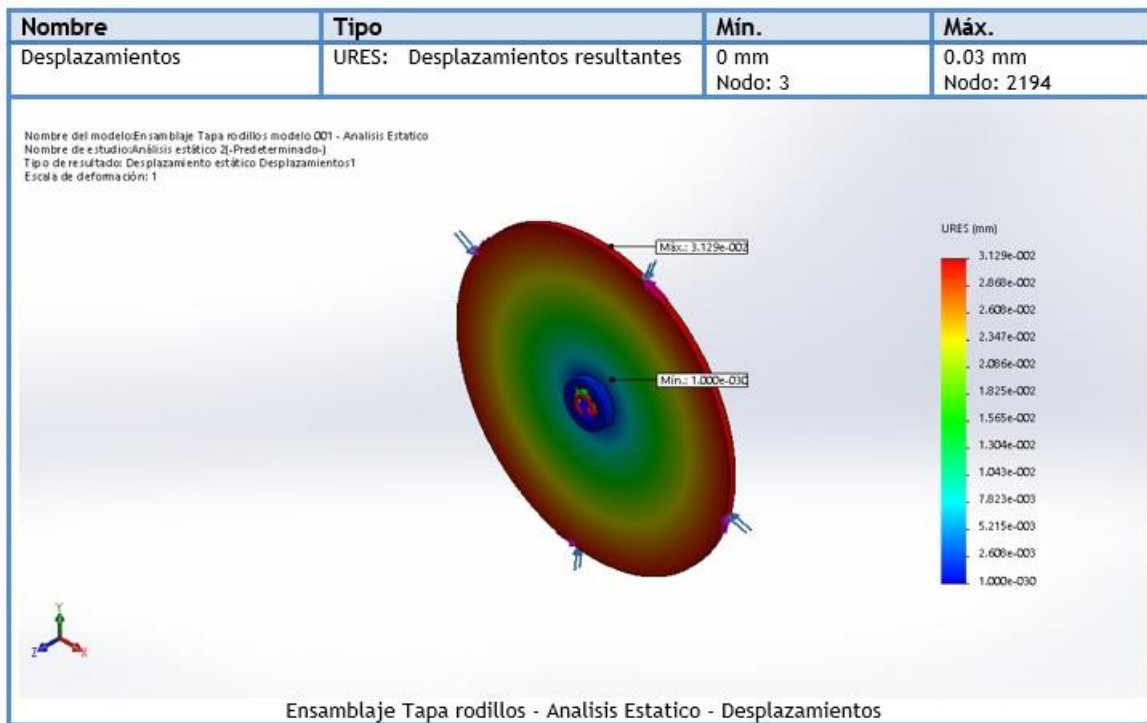 Nombre Tipo Mín. Máx.
Desplazamientos URES: Desplazamientos resultantes 0 mm 0.03 mm
Nodo: 3 Nodo: 2194
Nombre del modelo:Ensamblaje Tapa rodillos modelo 001 - Analisis Estatico
Nombre de estudio:Análisis estático 2(-Predeterminado-)
Tipo de resultado: Desplazamiento estático Desplazamientos1
Escala de deformación: 1
URES (mm)
Máx.: 3.129e-002
3.129e-002
2.868e-002
2.608e-002
2.347e-002
2.086e-002
Mín.: 1.000e-030
1.825e-002
1.565e-002
1.304e-002
1.043e-002
7.823e-003
5.215e-003
2.608e-003
1.000e-030
Y
Z X
Ensamblaje Tapa rodillos - Analisis Estatico - Desplazamientos